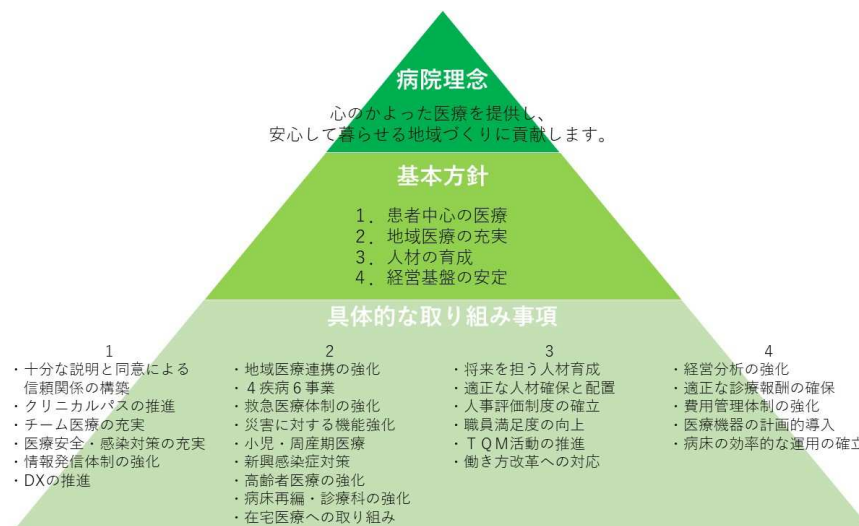 病院理念
心のかよった医療を提供し、
安心して暮らせる地域づくりに貢献します。
基本方針
1．患者中心の医療
2．地域医療の充実
3．人材の育成
4．経営基盤の安定
具体的な取り組み事項
1
・十分な説明と同意による
信頼関係の構築
・クリニカルパスの推進
・チーム医療の充実
・医療安全・感染対策の充実
・情報発信体制の強化
・DXの推進
2
・地域医療連携の強化
・４疾病６事業
・救急医療体制の強化
・災害に対する機能強化
・小児・周産期医療
・新興感染症対策
・高齢者医療の強化
・病床再編・診療科の強化
・在宅医療への取り組み
3
・将来を担う人材育成
・適正な人材確保と配置
・人事評価制度の確立
・職員満足度の向上
・ＴＱＭ活動の推進
・働き方改革への対応
4
・経営分析の強化
・適正な診療報酬の確保
・費用管理体制の強化
・医療機器の計画的導入
・病床の効率的な運用の確立